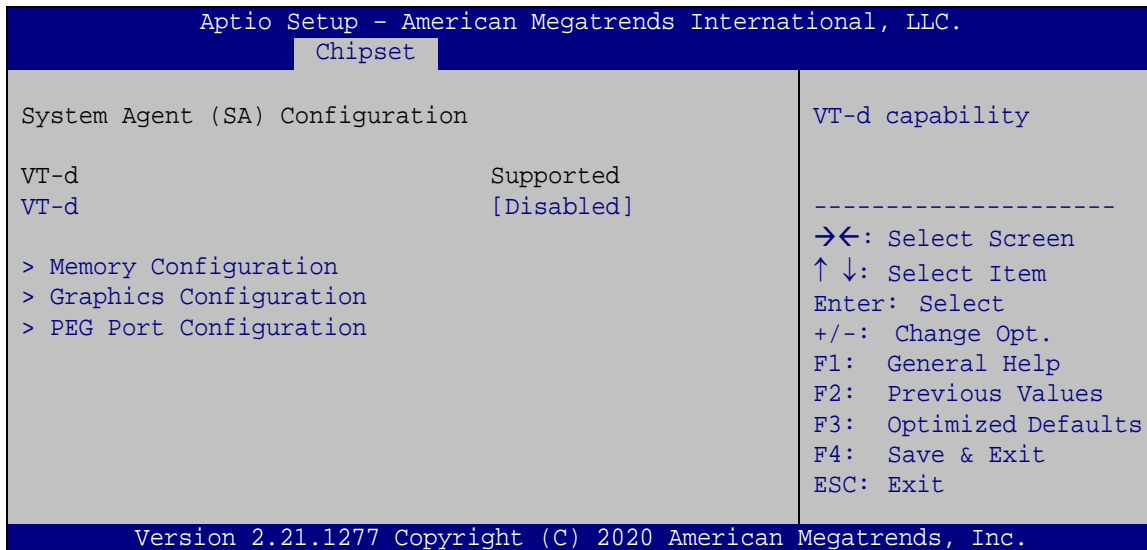 Aptio Setup – American Megatrends International, LLC.
Chipset
System Agent (SA) Configuration
VT-d Supported
VT-d [Disabled]
> Memory Configuration
> Graphics Configuration
> PEG Port Configuration
VT-d capability
---------------------
→←: Select Screen
↑ ↓: Select Item
Enter: Select
+/-: Change Opt.
F1: General Help
F2: Previous Values
F3: Optimized Defaults
F4: Save & Exit
ESC: Exit
Version 2.21.1277 Copyright (C) 2020 American Megatrends, Inc.